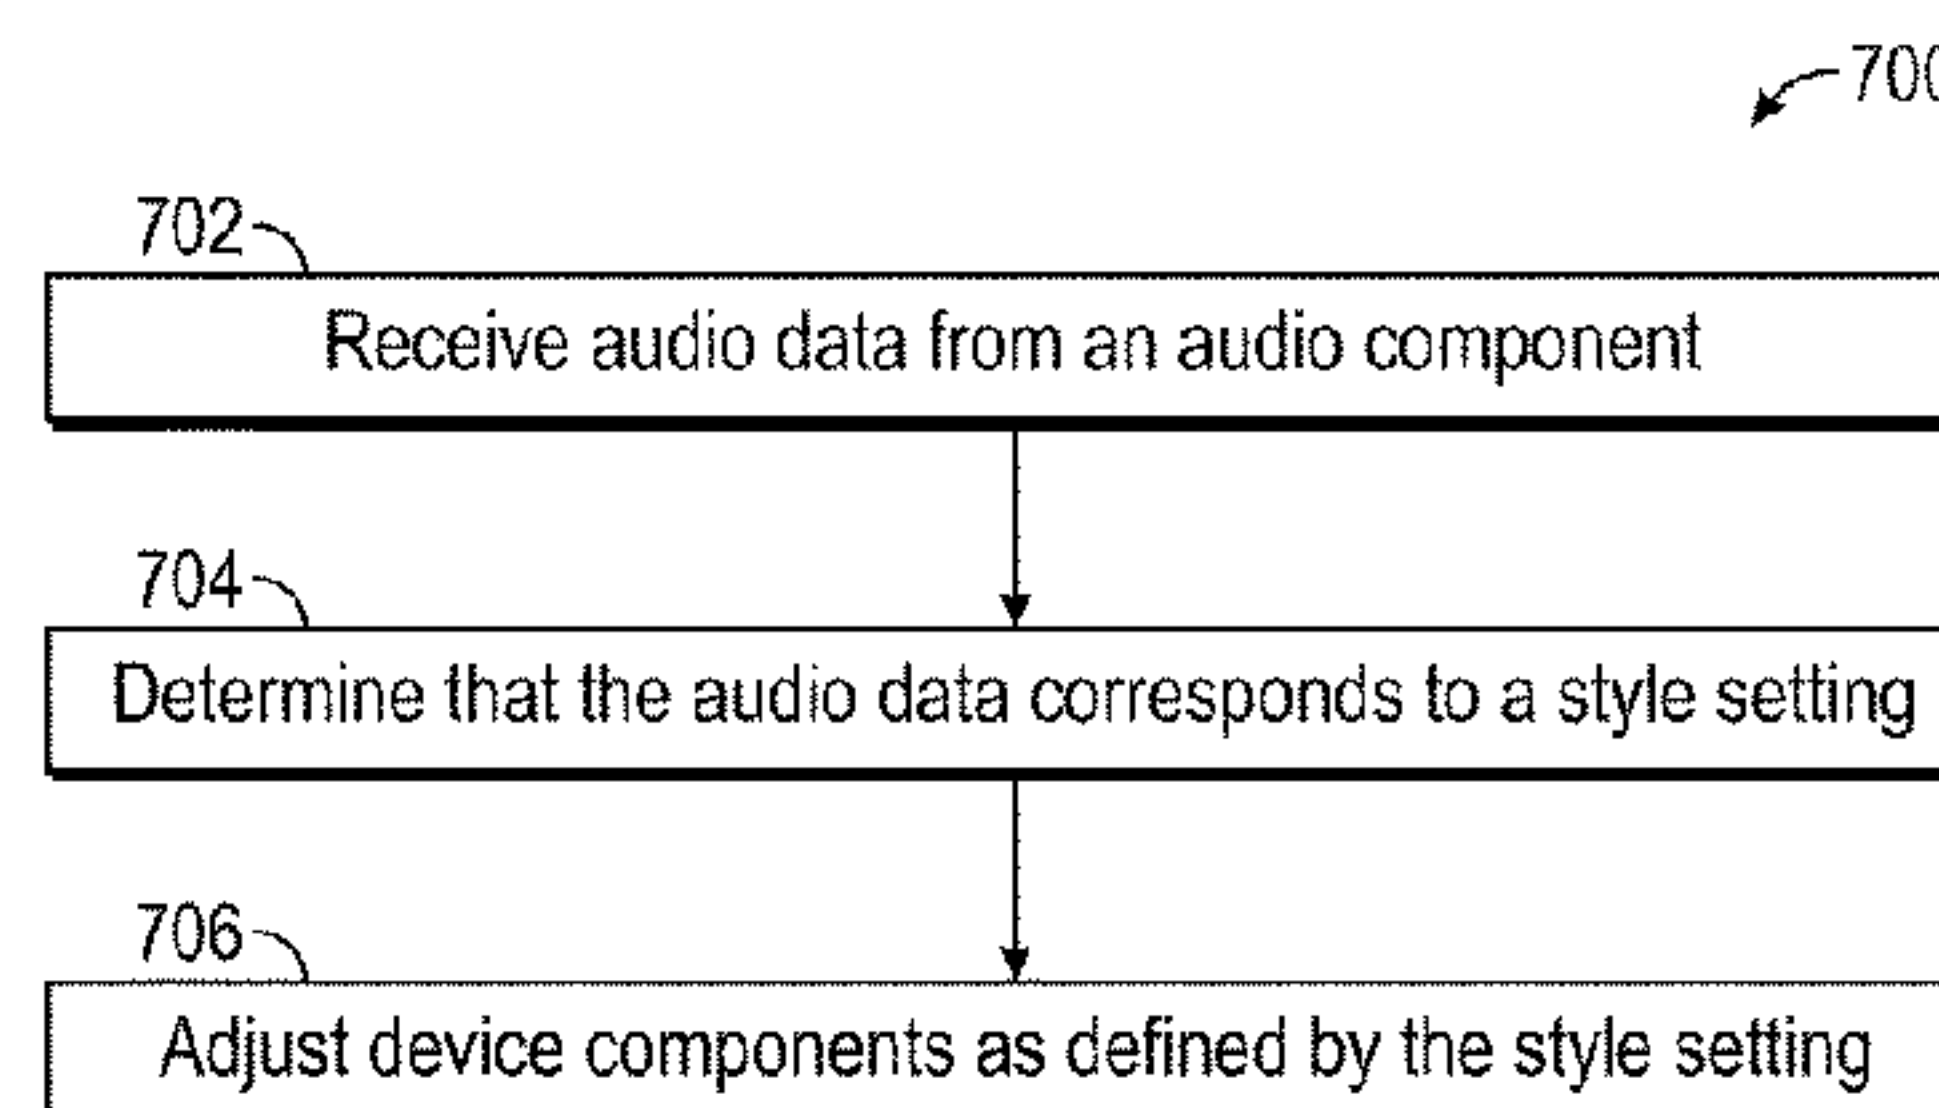 700
702
Receive audio data from an audio component
704
Determine that the audio data corresponds to a style setting
706
Adjust device components as defined by the style setting